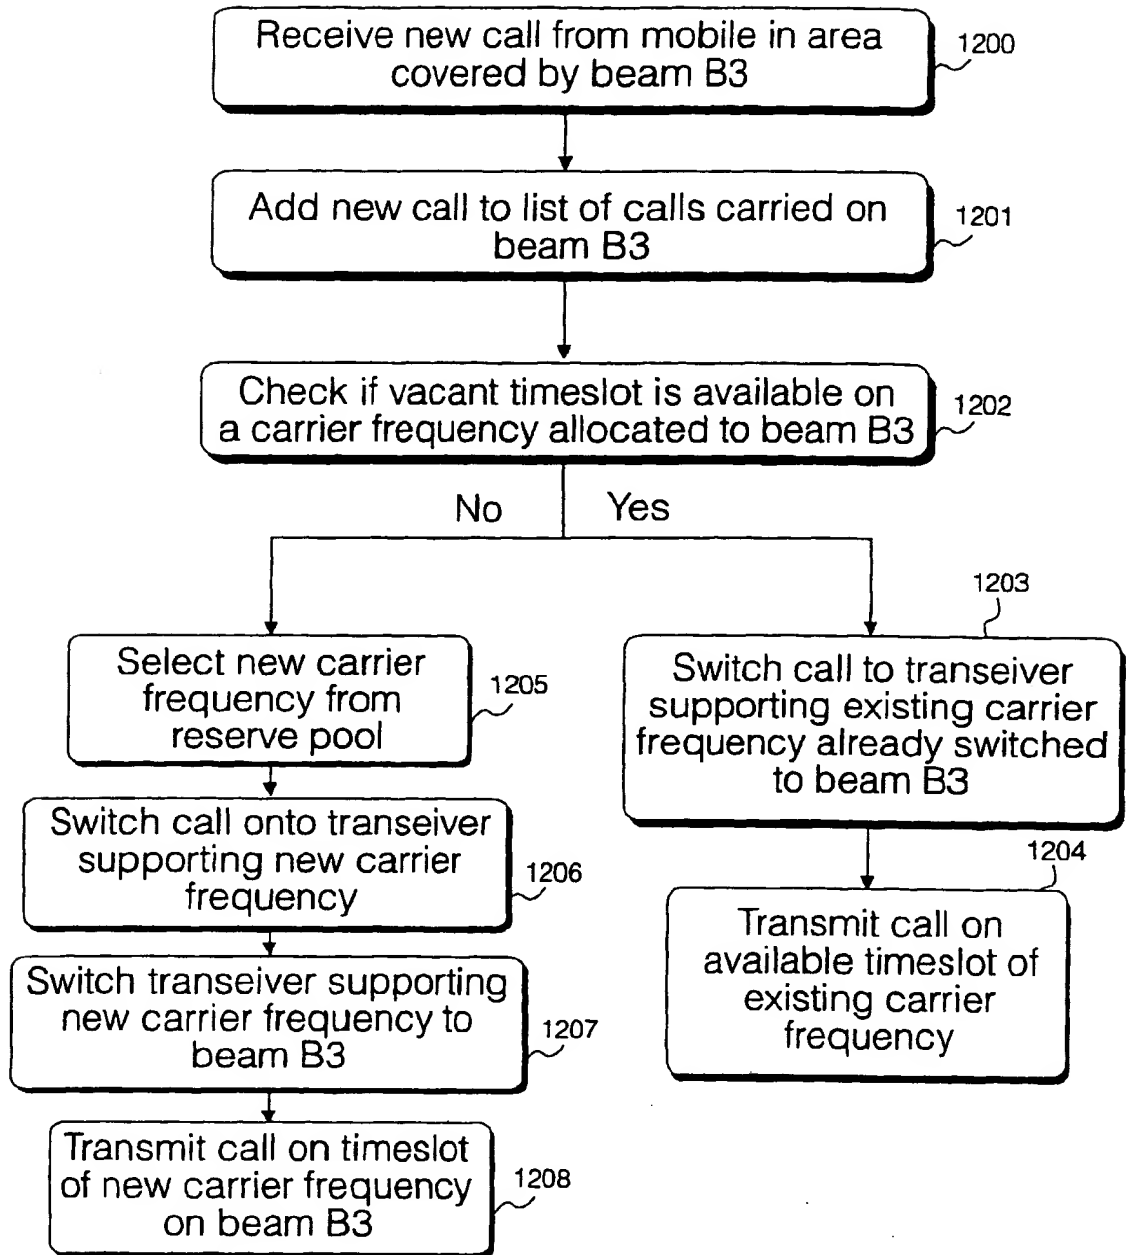 Receive new call from mobile in area
covered by beam B3
1200
Add new call to list of calls carried on
beam B3
1201
Check if vacant timeslot is available on
a carrier frequency allocated to beam B3
1202
No
Yes
Select new carrier
frequency from
reserve pool
1205
Switch call onto transeiver
supporting new carrier
frequency
1206
Switch transeiver supporting
new carrier frequency to
beam B3
1207
Transmit call on timeslot
of new carrier frequency
on beam B3
1208
1203
Switch call to transeiver
supporting existing carrier
frequency already switched
to beam B3
1204
Transmit call on
available timeslot of
existing carrier
frequency